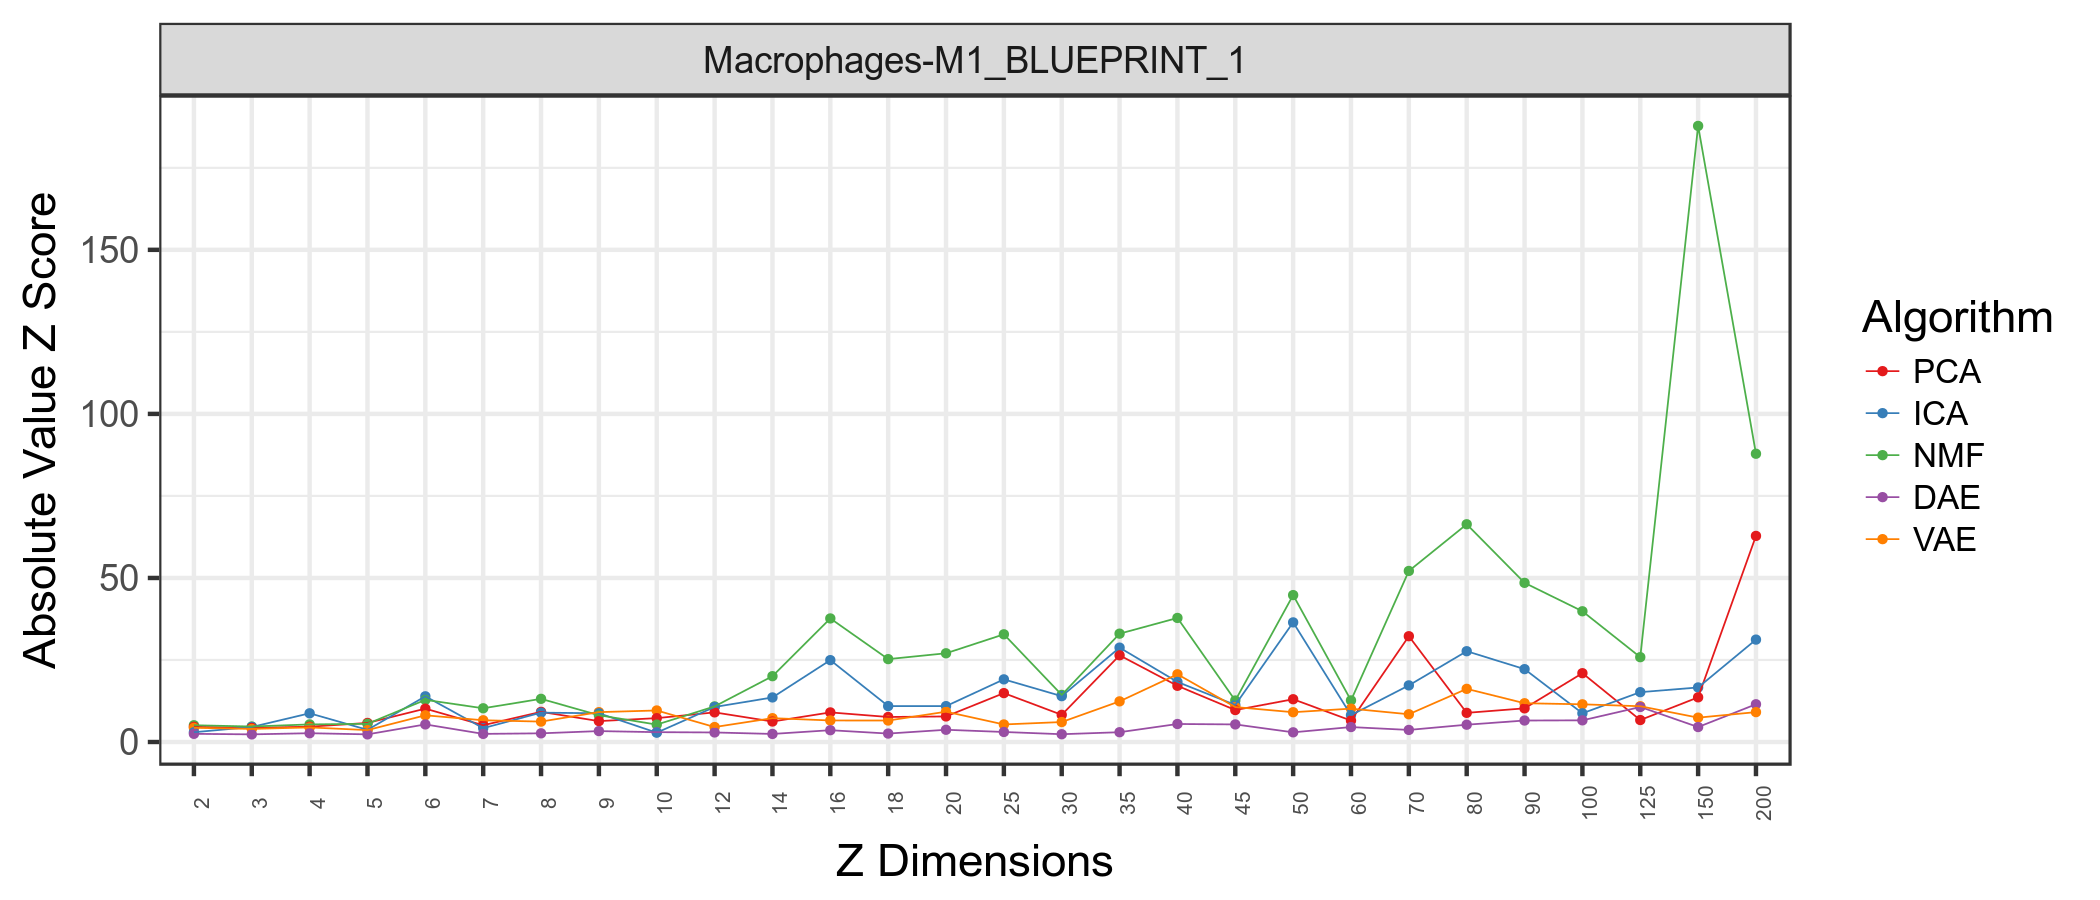 Macrophages-M1_BLUEPRINT_1
Absolute Value Z Score
150
100
50
0
2 3 4 5 6 7 8 9 10 12 14 16 18 20 25 30 35 40 45 50 60 70 80 90 100 125 150 200
Z Dimensions
Algorithm
PCA
ICA
NMF
DAE
VAE